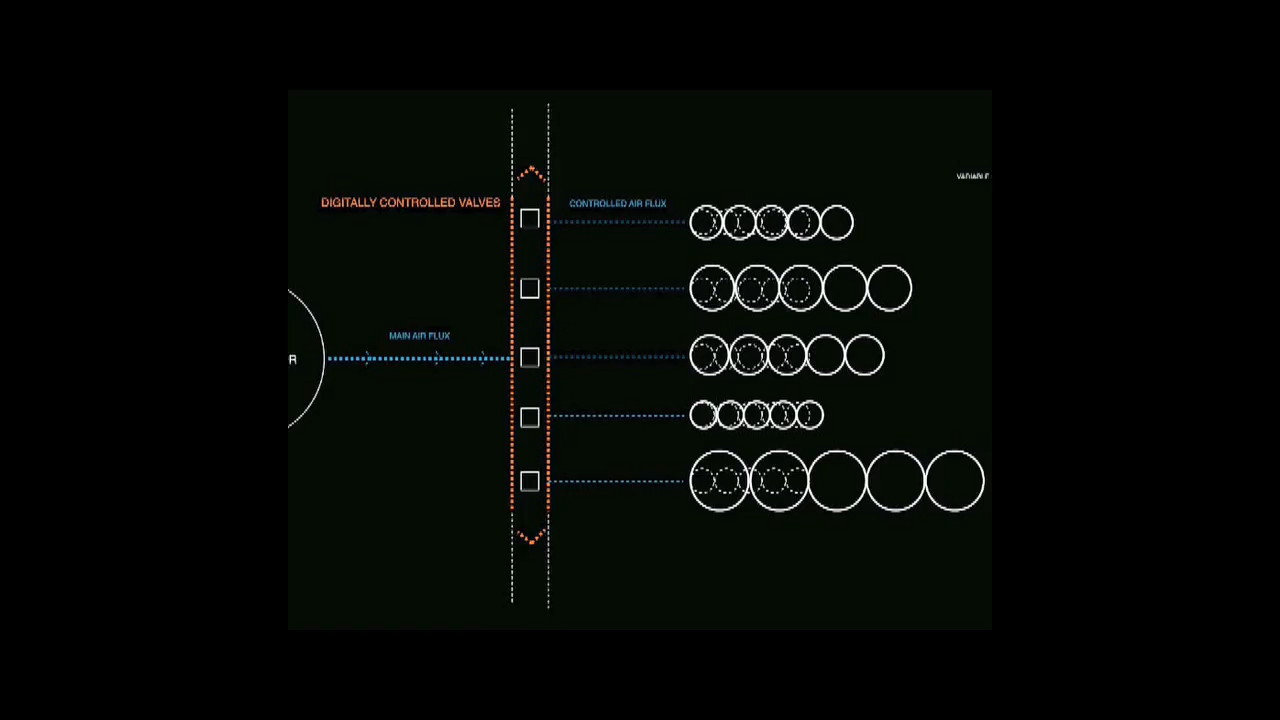 DIGITALLY CONTROLLED VALVES
CONTROLLED AIR FLUX
MAIN AIR FLUX
R